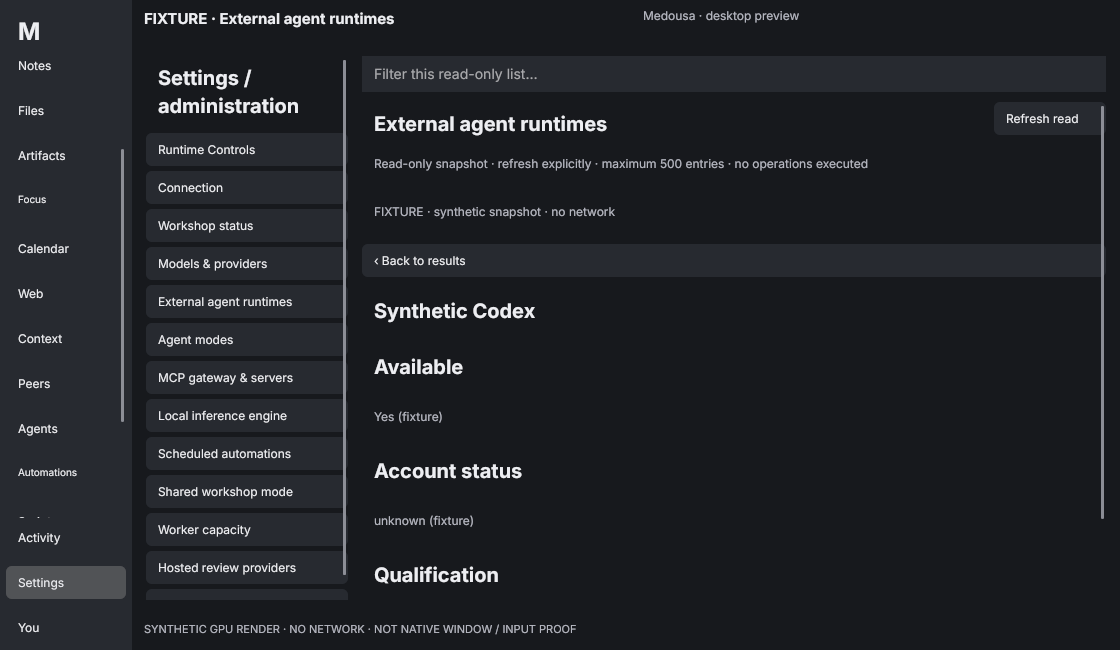 M
Notes
Files
Artifacts
Focus
Calendar
Web
Context
Peers
Agents
Automations
Activity
Settings
You
FIXTURE · External agent runtimes
Medousa · desktop preview
Settings /
administration
Runtime Controls
Connection
Workshop status
Models & providers
External agent runtimes
Agent modes
MCP gateway & servers
Local inference engine
Scheduled automations
Shared workshop mode
Worker capacity
Hosted review providers
Filter this read-only list...
External agent runtimes
Refresh read
Read-only snapshot · refresh explicitly · maximum 500 entries · no operations executed
FIXTURE · synthetic snapshot · no network
‹ Back to results
Synthetic Codex
Available
Yes (fixture)
Account status
unknown (fixture)
Qualification
SYNTHETIC GPU RENDER · NO NETWORK · NOT NATIVE WINDOW / INPUT PROOF